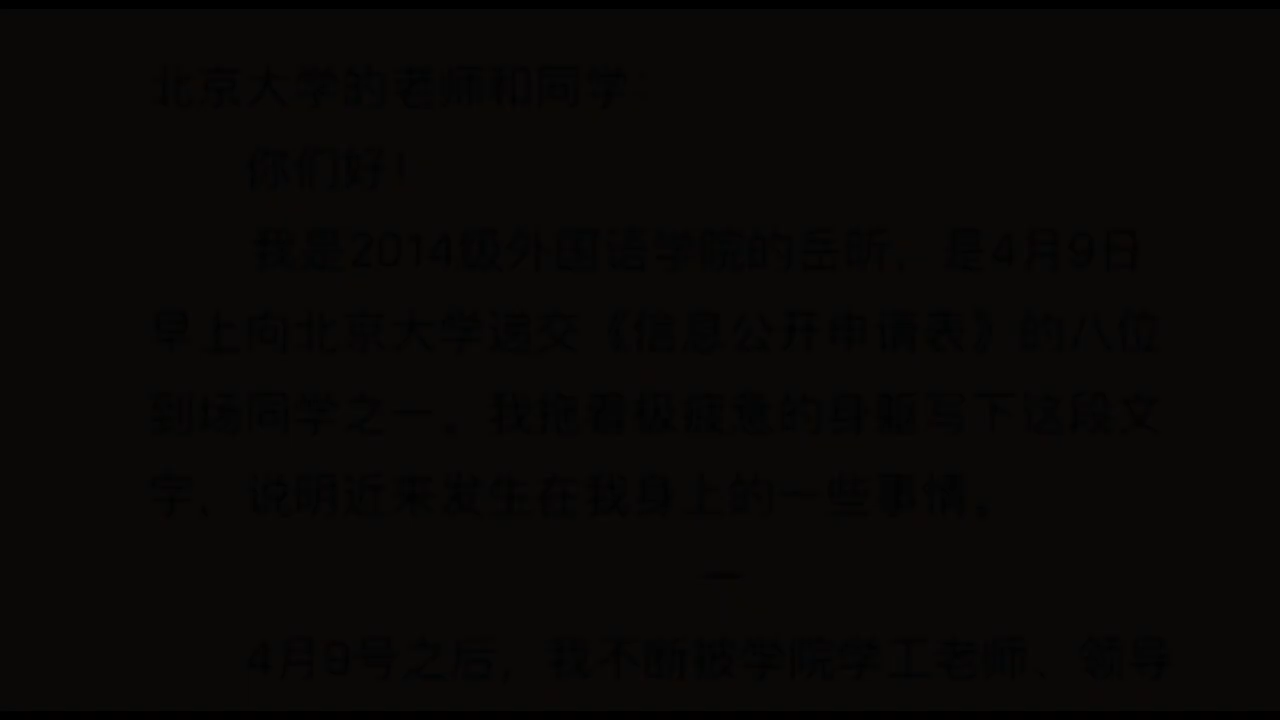 北京大学的老师和同学：
你们好！
我是2014级外国语学院的岳昕，是4月9日
早上向北京大学递交《信息公开申请表》的八位
到场同学之一。我拖着极疲惫的身躯写下这段文
字，说明近来发生在我身上的一些事情。
一
4月9号之后，我不断被学院学工老师、领导